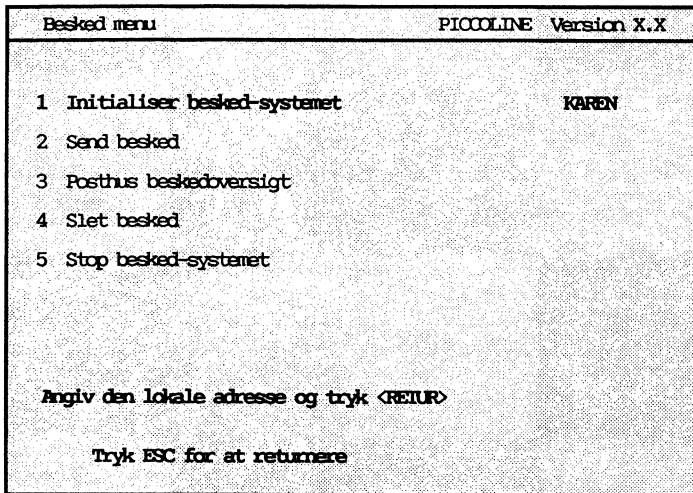 Besked menu PICCOLINE Version X.X
1 Initialiser besked-systemet KAREN
2 Send besked
3 Posthus beskedoversigt
4 Slet besked
5 Stop besked-systemet
Angiv den lokale adresse og tryk <RETUR>
Tryk ESC for at returnere